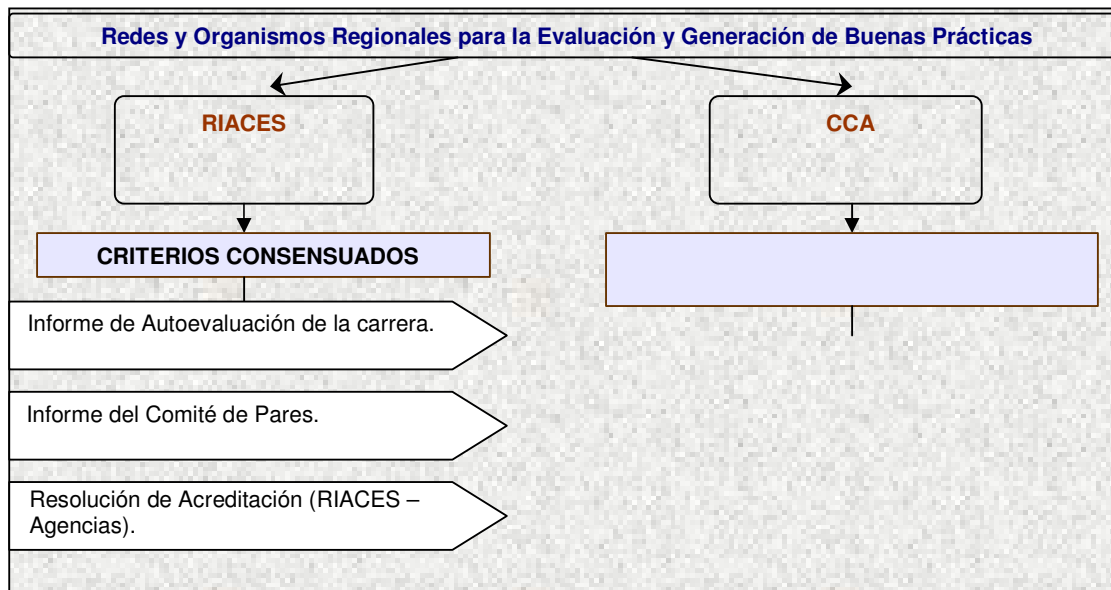 Redes y Organismos Regionales para la Evaluación y Generación de Buenas Prácticas
RIACES
CCA
CRITERIOS CONSENSUADOS
Informe de Autoevaluación de la carrera.
Informe del Comité de Pares.
Resolución de Acreditación (RIACES –
Agencias).